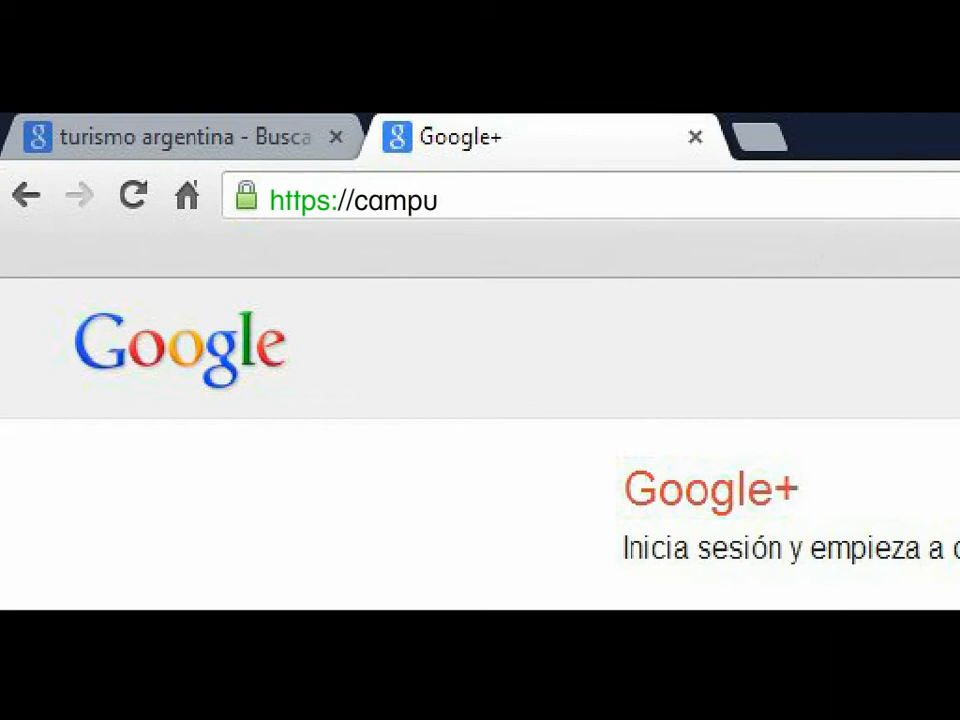 turismo argentina - Busca
Google+
https://campu
Google
Google+
Inicia sesión y empieza a